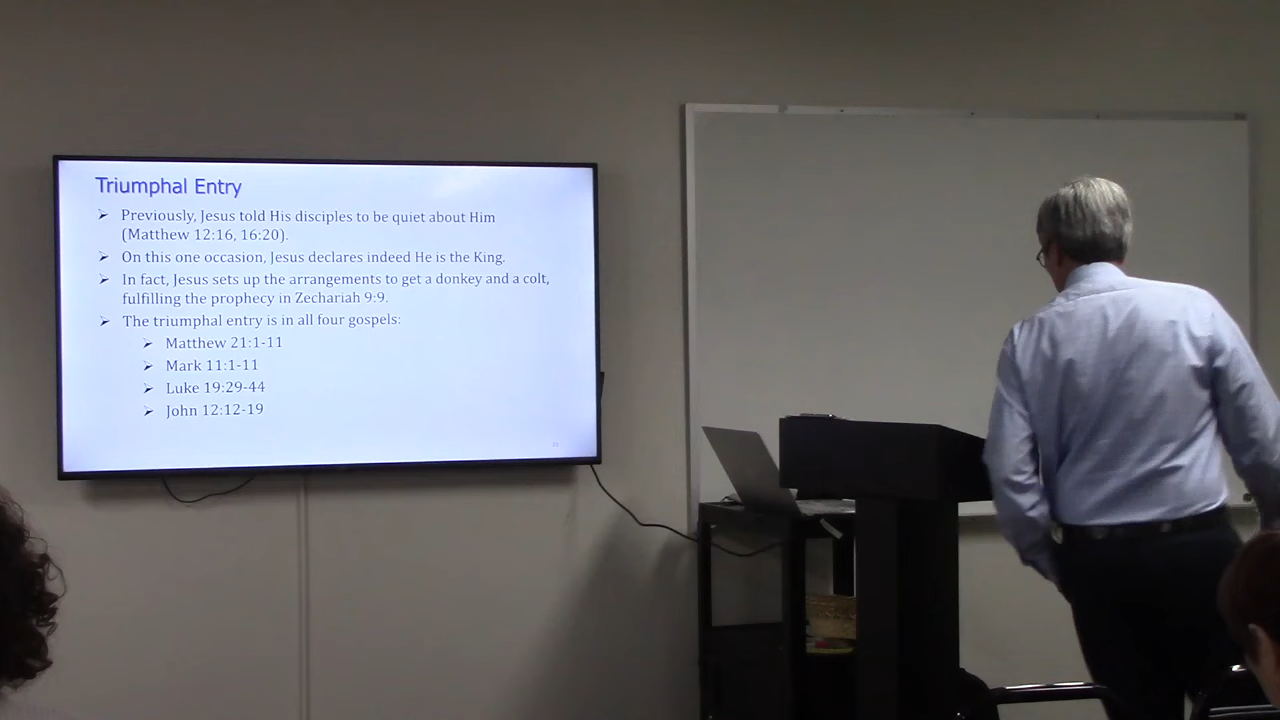 Triumphal Entry
➢ Previously, Jesus told His disciples to be quiet about Him
(Matthew 12:16, 16:20).
➢ On this one occasion, Jesus declares indeed He is the King.
➢ In fact, Jesus sets up the arrangements to get a donkey and a colt,
fulfilling the prophecy in Zechariah 9:9.
➢ The triumphal entry is in all four gospels:
➢ Matthew 21:1-11
➢ Mark 11:1-11
➢ Luke 19:29-44
➢ John 12:12-19